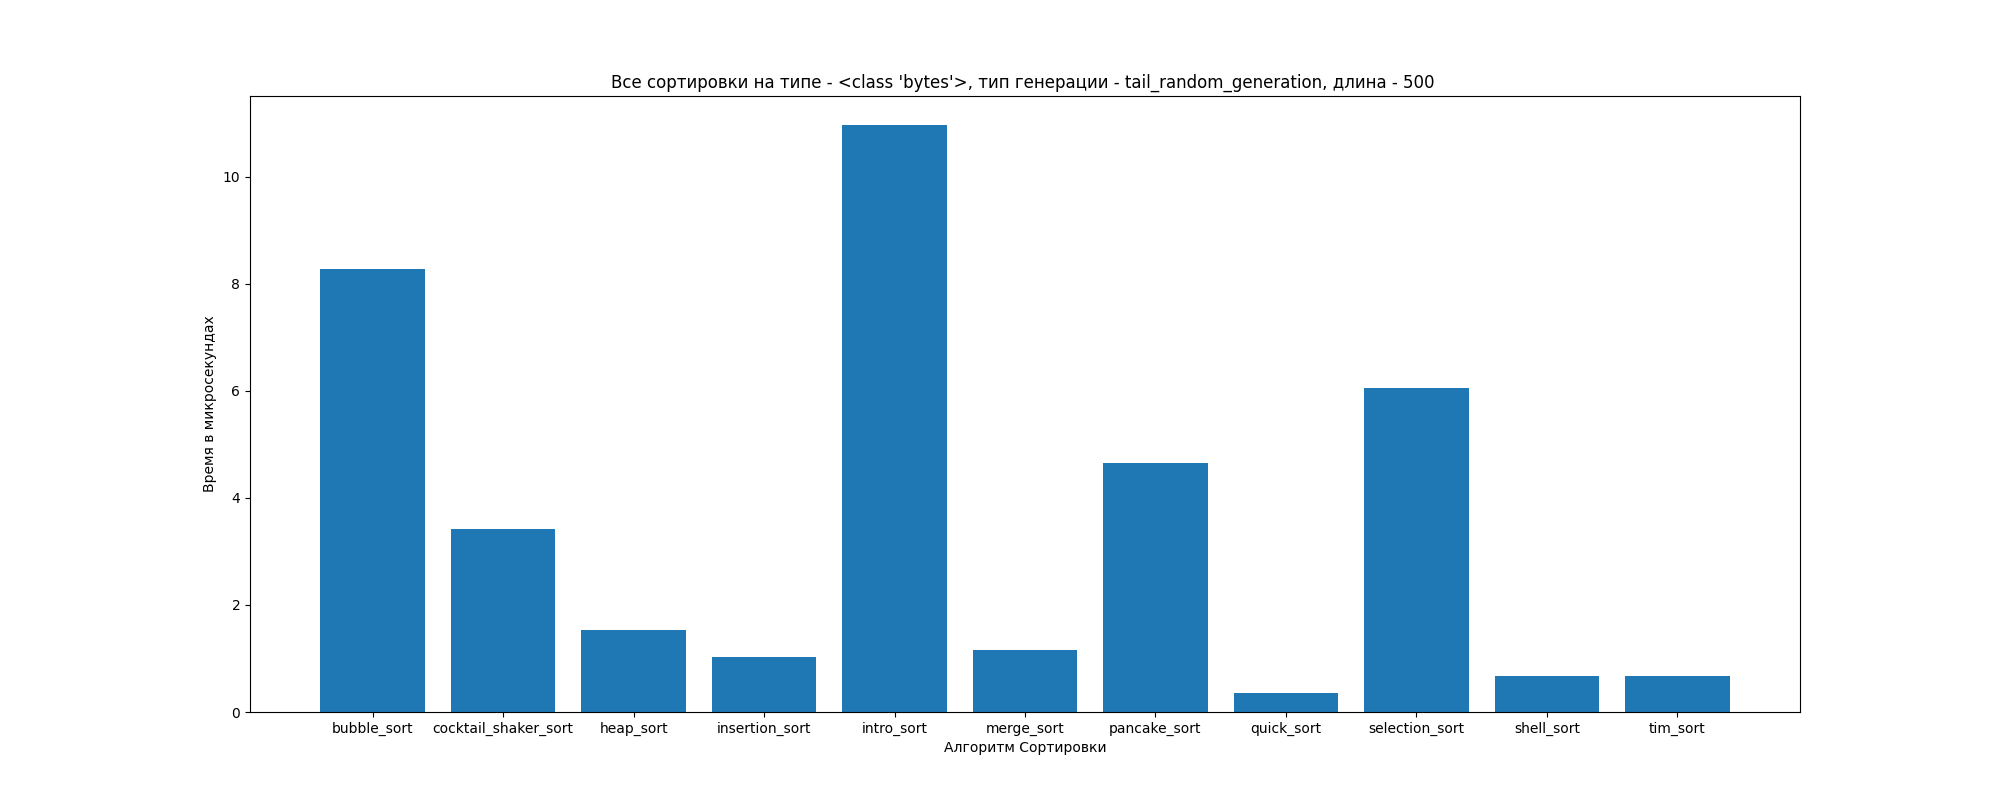 Все сортировки на типе - <class 'bytes'>, тип генерации - tail_random_generation, длина - 500
Время в микросекундах
10
8
6
4
2
0
bubble_sort cocktail_shaker_sort heap_sort insertion_sort intro_sort merge_sort pancake_sort quick_sort selection_sort shell_sort tim_sort
Алгоритм Сортировки